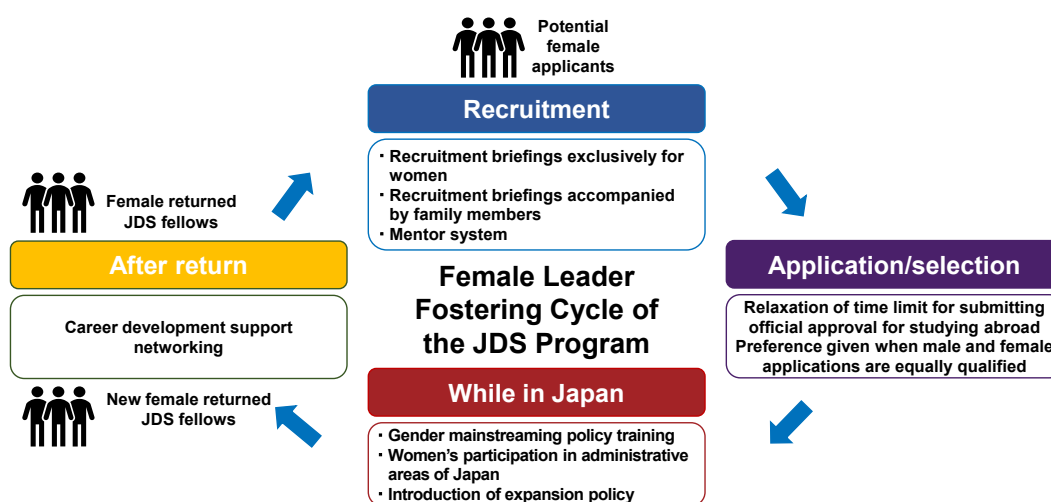 Potential
female
applicants
Recruitment
・Recruitment briefings exclusively for
women
・Recruitment briefings accompanied
by family members
・Mentor system
Female returned
JDS fellows
After return
Career development support
networking
New female returned
JDS fellows
Female Leader
Fostering Cycle of
the JDS Program
Application/selection
Relaxation of time limit for submitting
official approval for studying abroad
Preference given when male and female
applications are equally qualified
While in Japan
・Gender mainstreaming policy training
・Women's participation in administrative
areas of Japan
・Introduction of expansion policy